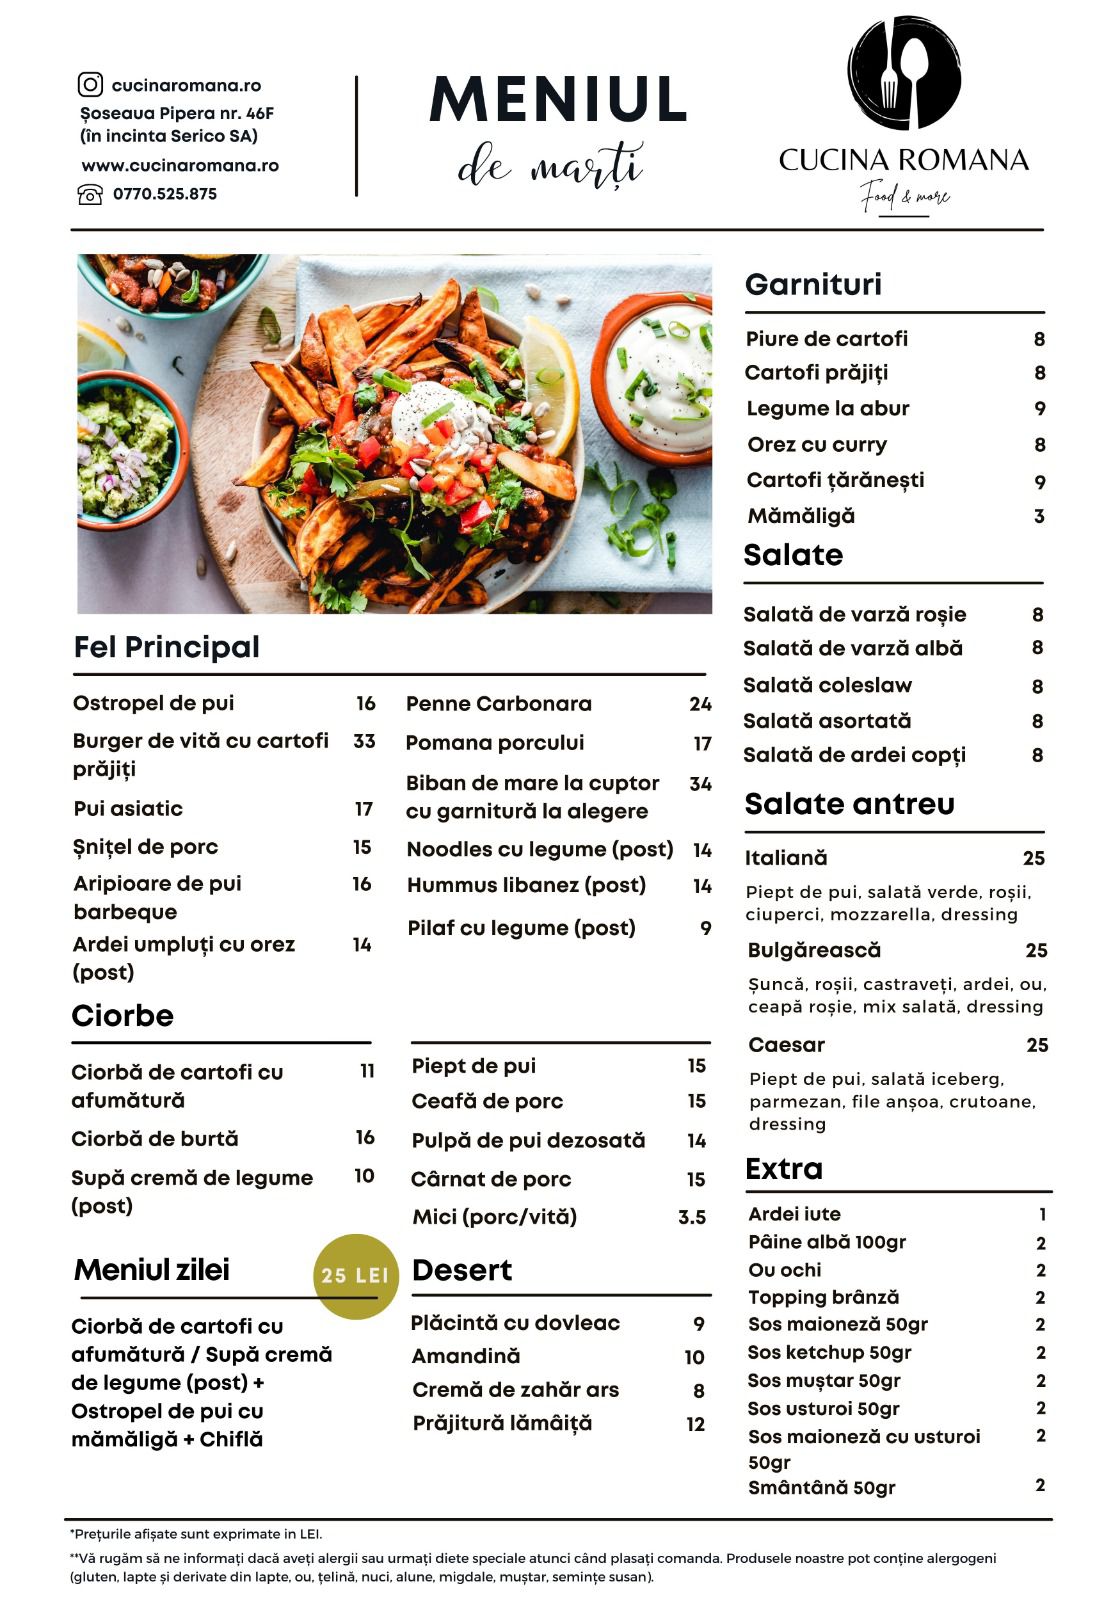 cucinaromana.ro
Șoseaua Pipera nr. 46F
(în incinta Serico SA)
www.cucinaromana.ro
0770.525.875
MENIUL
de marți
CUCINA ROMANA
Food & more
Fel Principal
Ostropel de pui 16
Burger de vită cu cartofi 33
prăjiți
Pui asiatic 17
Șnițel de porc 15
Aripioare de pui 16
barbeque
Ardei umpluți cu orez 14
(post)
Penne Carbonara 24
Pomana porcului 17
Biban de mare la cuptor 34
cu garnitură la alegere
Noodles cu legume (post) 14
Hummus libanez (post) 14
Pilaf cu legume (post) 9
Ciorbe
Ciorbă de cartofi cu 11
afumătură
Ciorbă de burtă 16
Supă cremă de legume 10
(post)
Piept de pui 15
Ceafă de porc 15
Pulpă de pui dezosată 14
Cârnat de porc 15
Mici (porc/vită) 3.5
Meniul zilei 25 LEI
Ciorbă de cartofi cu
afumătură / Supă cremă
de legume (post) +
Ostropel de pui cu
mămăligă + Chiflă
Desert
Plăcintă cu dovleac 9
Amandină 10
Cremă de zahăr ars 8
Prăjitură lămâiță 12
Garnituri
Piure de cartofi 8
Cartofi prăjiți 8
Legume la abur 9
Orez cu curry 8
Cartofi țărănești 9
Mămăligă 3
Salate
Salată de varză roșie 8
Salată de varză albă 8
Salată coleslaw 8
Salată asortată 8
Salată de ardei copți 8
Salate antreu
Italiană 25
Piept de pui, salată verde, roșii,
ciuperci, mozzarella, dressing
Bulgărească 25
Șuncă, roșii, castraveți, ardei, ou,
ceapă roșie, mix salată, dressing
Caesar 25
Piept de pui, salată iceberg,
parmezan, file anșoa, crutoane,
dressing
Extra
Ardei iute 1
Pâine albă 100gr 2
Ou ochi 2
Topping brânză 2
Sos maioneză 50gr 2
Sos ketchup 50gr 2
Sos muștar 50gr 2
Sos usturoi 50gr 2
Sos maioneză cu usturoi 2
50gr
Smântână 50gr 2
*Prețurile afișate sunt exprimate in LEI.
**Vă rugăm să ne informați dacă aveți alergii sau urmați diete speciale atunci când plasați comanda. Produsele noastre pot conține alergogeni
(gluten, lapte și derivate din lapte, ou, țelină, nuci, alune, migdale, muștar, semințe susan).